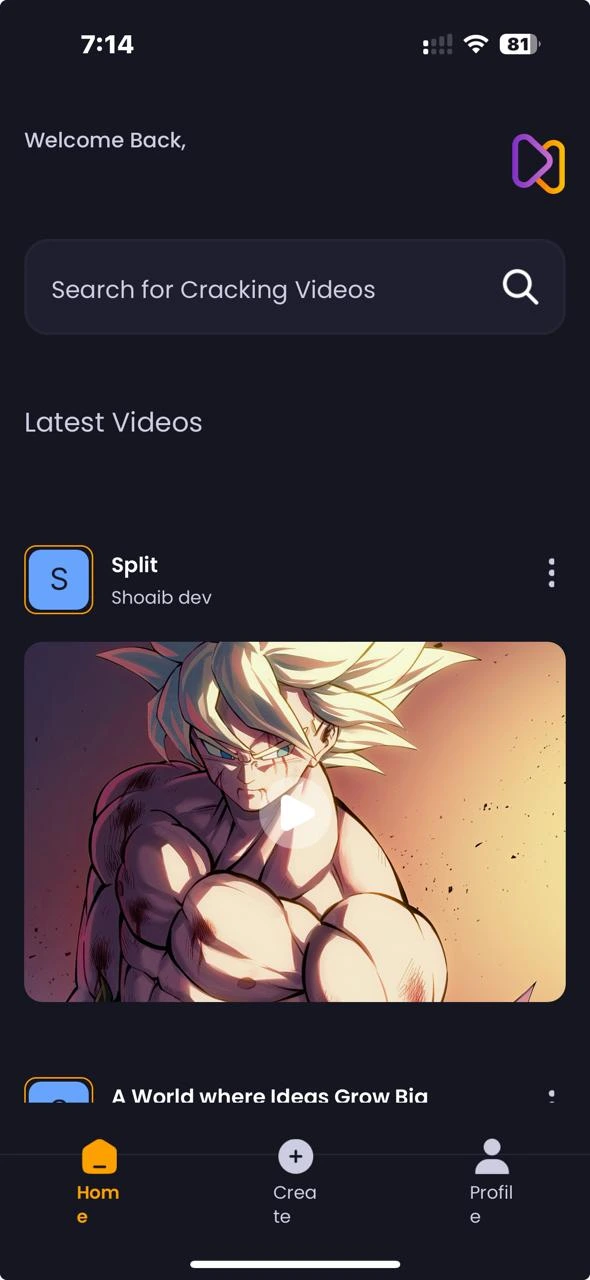 7:14
81
Welcome Back,
Search for Cracking Videos
Latest Videos
S
Split
Shoaib dev
A World where Ideas Grow Big
Hom
e
Crea
te
Profil
e